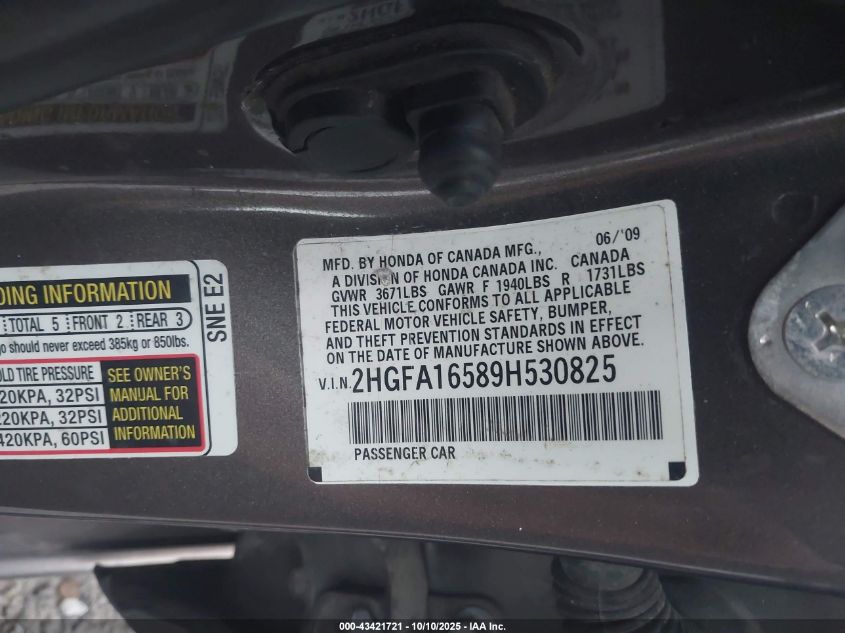 MFD. BY HONDA OF CANADA MFG., 06/'09
A DIVISION OF HONDA CANADA INC. CANADA
GVWR 3671LBS GAWR F 1940LBS R 1731LBS
THIS VEHICLE CONFORMS TO ALL APPLICABLE
FEDERAL MOTOR VEHICLE SAFETY, BUMPER,
AND THEFT PREVENTION STANDARDS IN EFFECT
ON THE DATE OF MANUFACTURE SHOWN ABOVE.
V.I.N. 2HGFA16589H530825
PASSENGER CAR
INFORMATION
TOTAL 5 FRONT 2 REAR 3
should never exceed 385kg or 850lbs.
SNE E2
TIRE PRESSURE
20KPA, 32PSI
220KPA, 32PSI
420KPA, 60PSI
SEE OWNER'S
MANUAL FOR
ADDITIONAL
INFORMATION
000-43421721 - 10/10/2025 - IAA Inc.